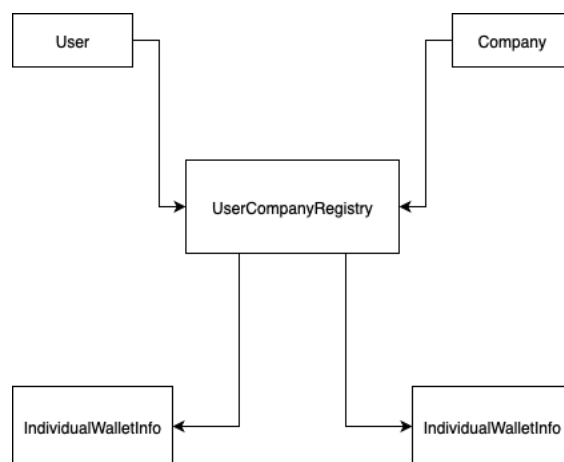 User
Company
UserCompanyRegistry
IndividualWalletInfo
IndividualWalletInfo